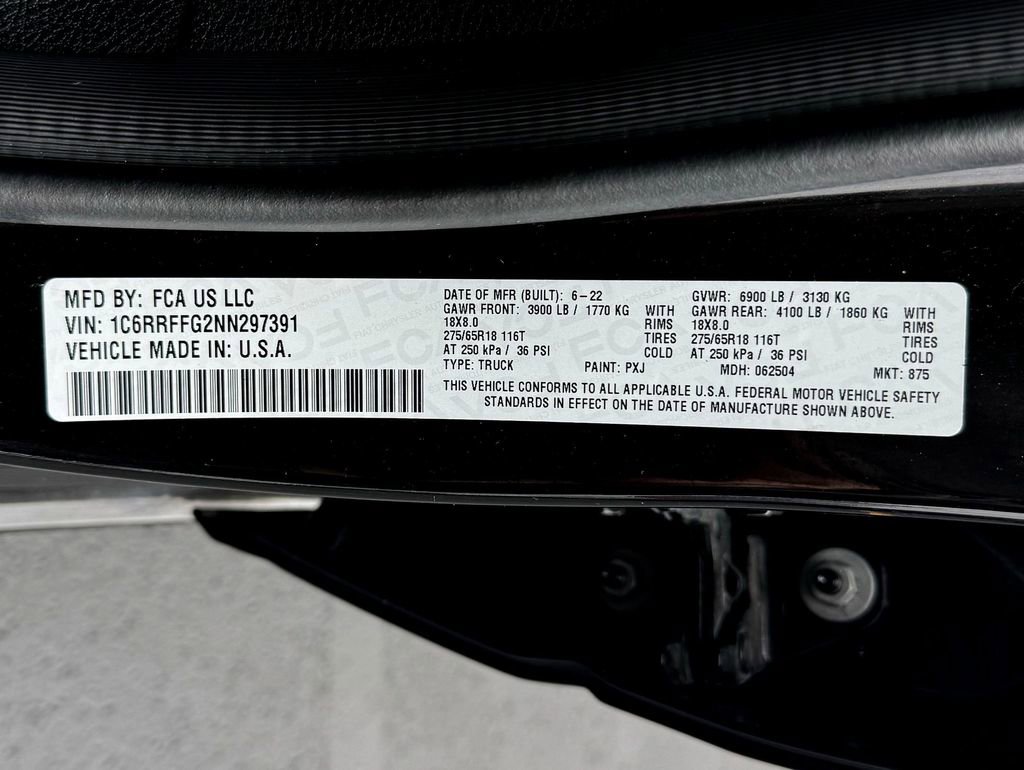 MFD BY: FCA US LLC
VIN: 1C6RRFFG2NN297391
VEHICLE MADE IN: U.S.A.
DATE OF MFR (BUILT): 6-22
GAWR FRONT: 3900 LB / 1770 KG WITH
18X8.0 RIMS
275/65R18 116T TIRES
AT 250 kPa / 36 PSI COLD
TYPE: TRUCK PAINT: PXJ
GVWR: 6900 LB / 3130 KG
GAWR REAR: 4100 LB / 1860 KG WITH
18X8.0 RIMS
275/65R18 116T TIRES
AT 250 kPa / 36 PSI COLD
MDH: 062504 MKT: 875
THIS VEHICLE CONFORMS TO ALL APPLICABLE U.S.A. FEDERAL MOTOR VEHICLE SAFETY
STANDARDS IN EFFECT ON THE DATE OF MANUFACTURE SHOWN ABOVE.